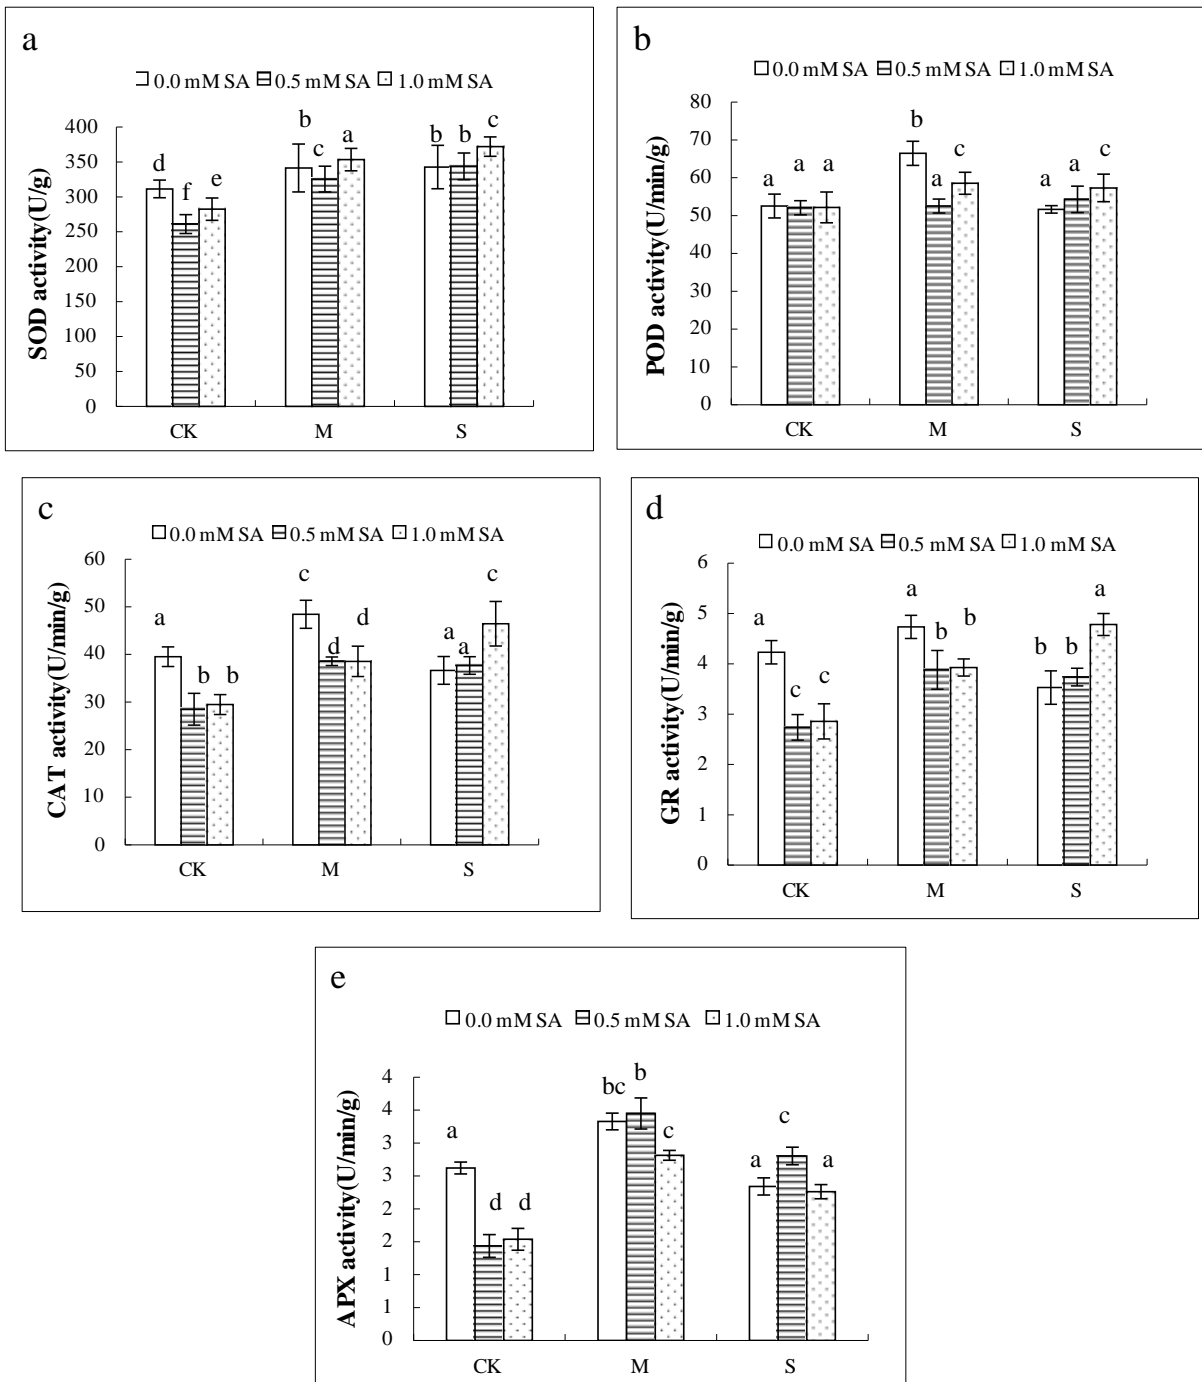 a
0.0 mM SA 0.5 mM SA 1.0 mM SA
SOD activity(U/g)
400
350
300
250
200
150
100
50
0
d f e b c a b b c
CK M S
b
0.0 mM SA 0.5 mM SA 1.0 mM SA
POD activity(U/min/g)
80
70
60
50
40
30
20
10
0
a a a b a c a a c
CK M S
c
0.0 mM SA 0.5 mM SA 1.0 mM SA
CAT activity(U/min/g)
60
50
40
30
20
10
0
a b b c d d a a c
CK M S
d
0.0 mM SA 0.5 mM SA 1.0 mM SA
GR activity(U/min/g)
6
5
4
3
2
1
0
a c c a b b b b a
CK M S
e
0.0 mM SA 0.5 mM SA 1.0 mM SA
APX activity(U/min/g)
4
4
3
3
2
2
1
1
0
a d d bc b c a c a
CK M S